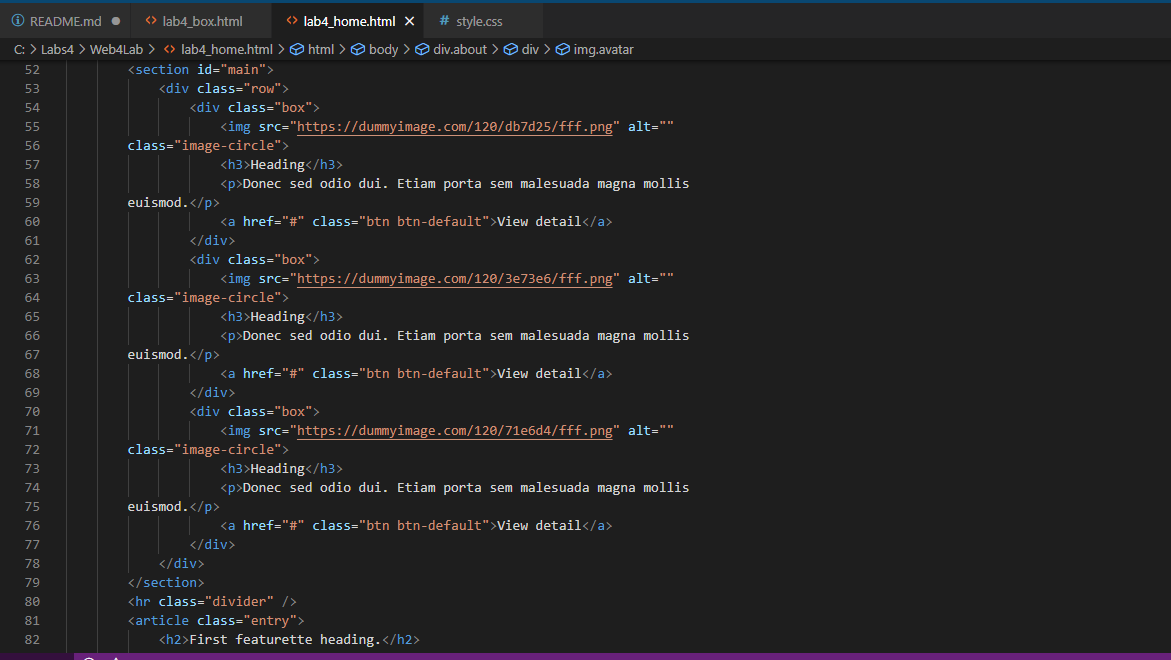 README.md ● <> lab4_box.html <> lab4_home.html × # style.css
C: > Labs4 > Web4Lab > <> lab4_home.html > html > body > div.about > div > img.avatar
52 <section id="main">
53 <div class="row">
54 <div class="box">
55 <img src="https://dummyimage.com/120/db7d25/fff.png" alt=""
56 class="image-circle">
57 <h3>Heading</h3>
58 <p>Donec sed odio dui. Etiam porta sem malesuada magna mollis
59 euismod.</p>
60 <a href="#" class="btn btn-default">View detail</a>
61 </div>
62 <div class="box">
63 <img src="https://dummyimage.com/120/3e73e6/fff.png" alt=""
64 class="image-circle">
65 <h3>Heading</h3>
66 <p>Donec sed odio dui. Etiam porta sem malesuada magna mollis
67 euismod.</p>
68 <a href="#" class="btn btn-default">View detail</a>
69 </div>
70 <div class="box">
71 <img src="https://dummyimage.com/120/71e6d4/fff.png" alt=""
72 class="image-circle">
73 <h3>Heading</h3>
74 <p>Donec sed odio dui. Etiam porta sem malesuada magna mollis
75 euismod.</p>
76 <a href="#" class="btn btn-default">View detail</a>
77 </div>
78 </div>
79 </section>
80 <hr class="divider" />
81 <article class="entry">
82 <h2>First featurette heading.</h2>